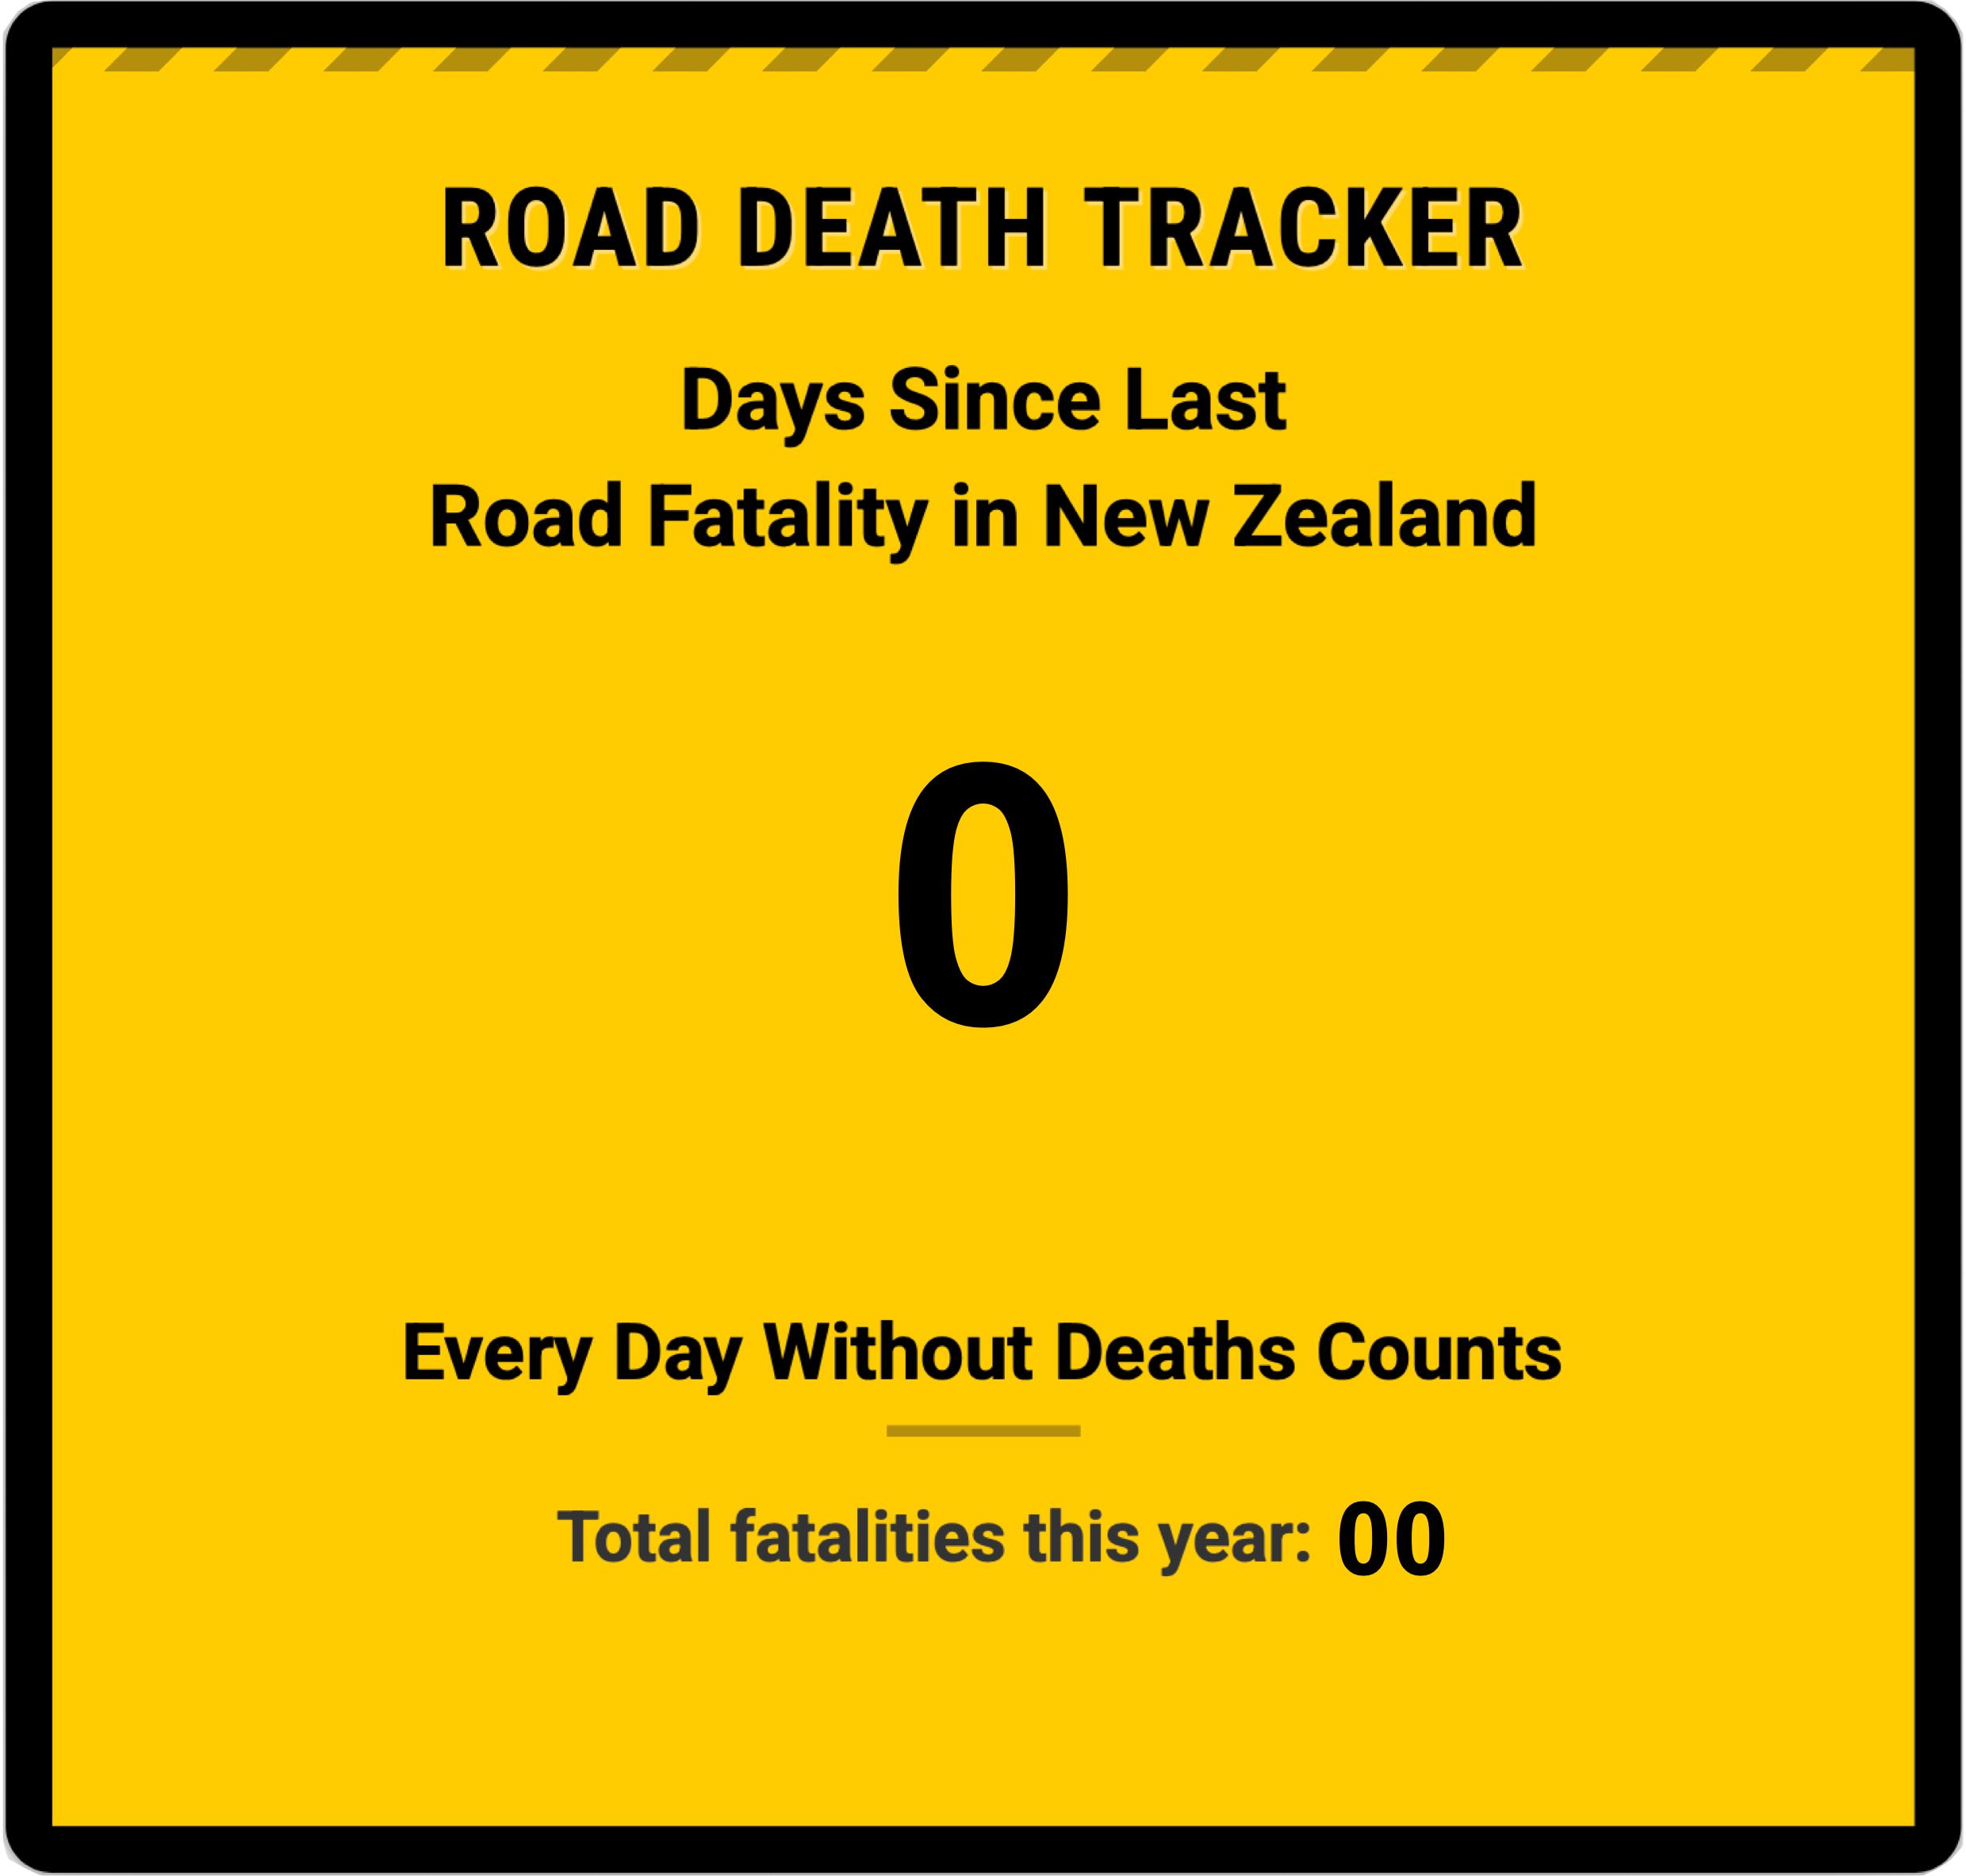 ROAD DEATH TRACKER
Days Since Last
Road Fatality in New Zealand
0
Every Day Without Deaths Counts
Total fatalities this year: 00